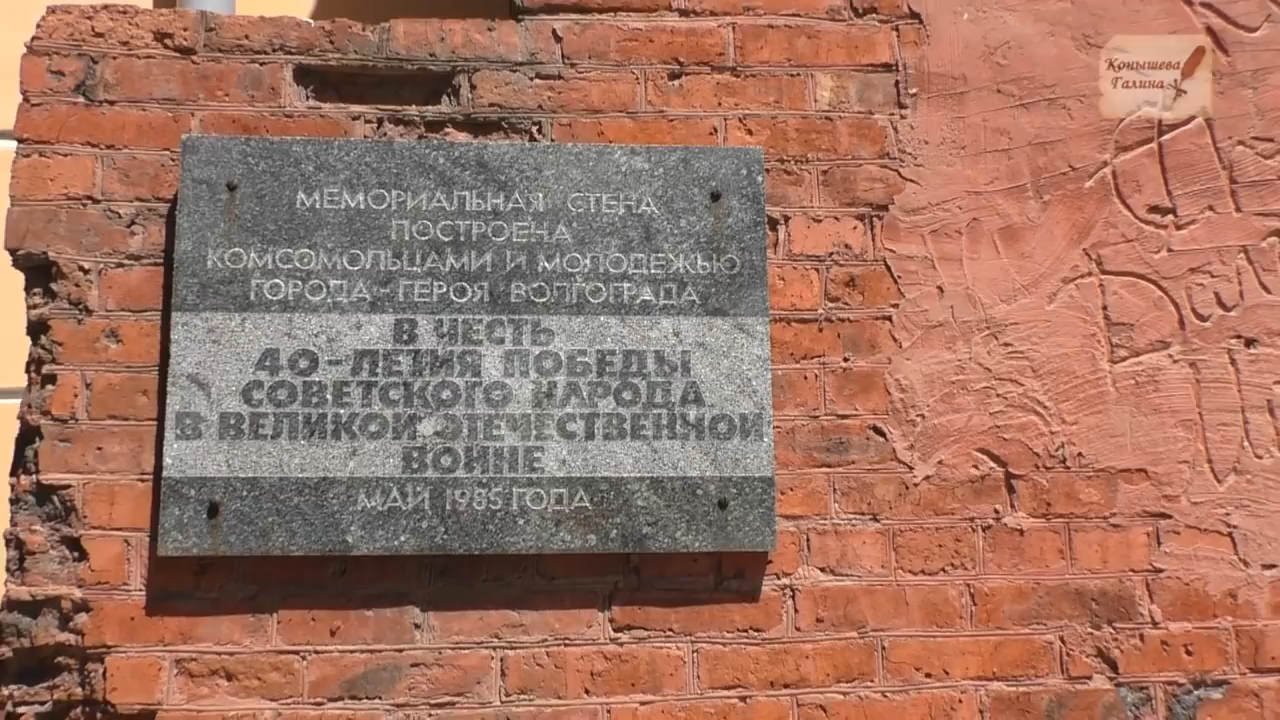 МЕМОРИАЛЬНАЯ СТЕНА
ПОСТРОЕНА
КОМСОМОЛЬЦАМИ И МОЛОДЕЖЬЮ
ГОРОДА-ГЕРОЯ ВОЛГОГРАДА
В ЧЕСТЬ
40-ЛЕТИЯ ПОБЕДЫ
СОВЕТСКОГО НАРОДА
В ВЕЛИКОЙ ОТЕЧЕСТВЕННОЙ
ВОЙНЕ
МАЙ 1985 ГОДА
Конышева
Галина